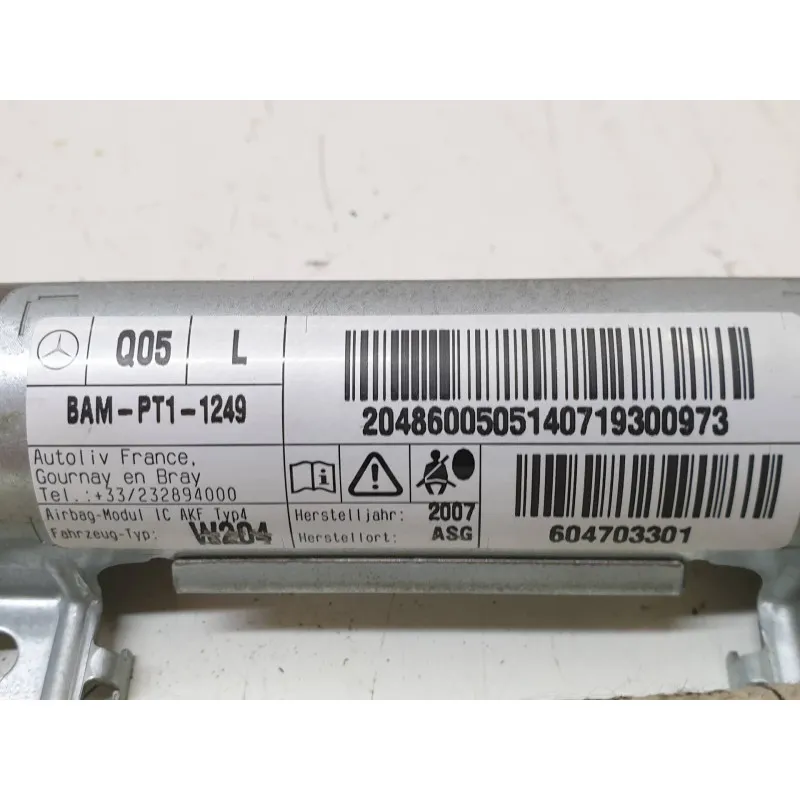 Q05 L
BAM-PT1-1249
2048600505140719300973
Autoliv France,
Gournay en Bray
Tel.:+33/232894000
Airbag-Modul IC AKF Typ4
Fahrzeug-Typ: W204
Herstelljahr: 2007
Herstellort: ASG
604703301